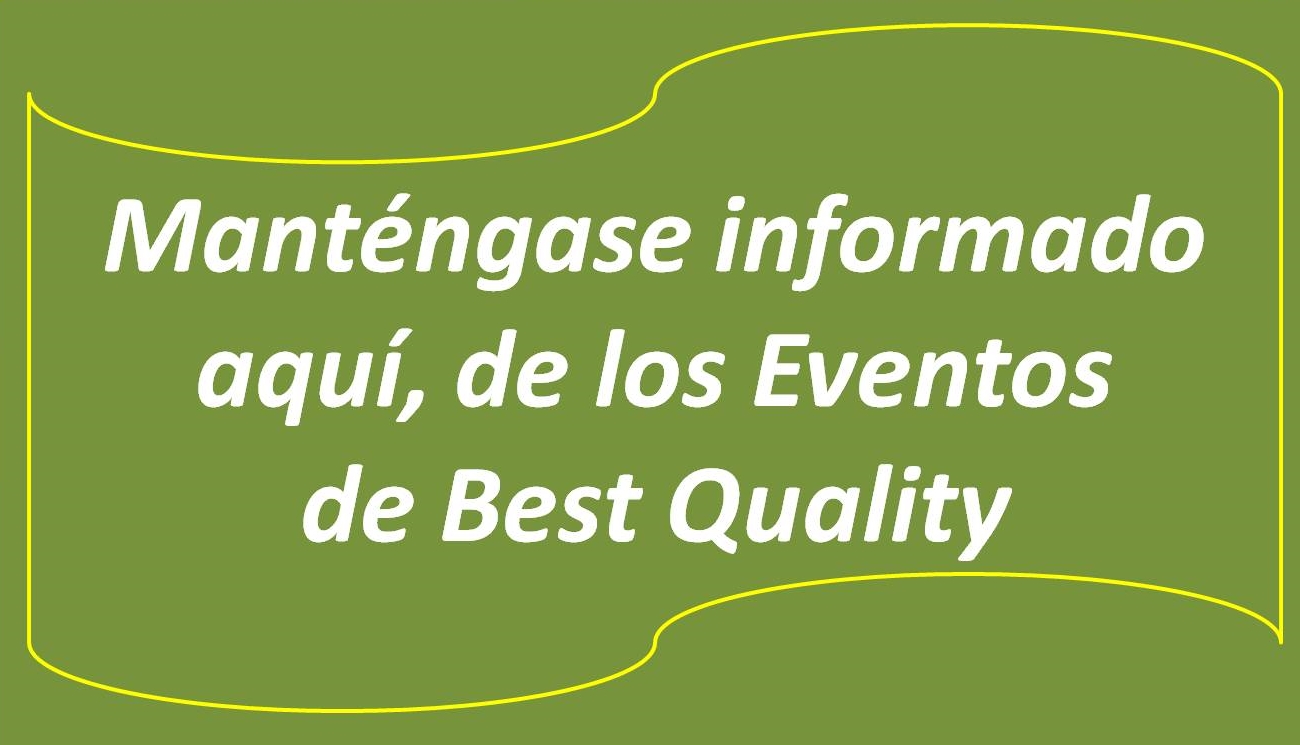 Manténgase informado
aquí, de los Eventos
de Best Quality